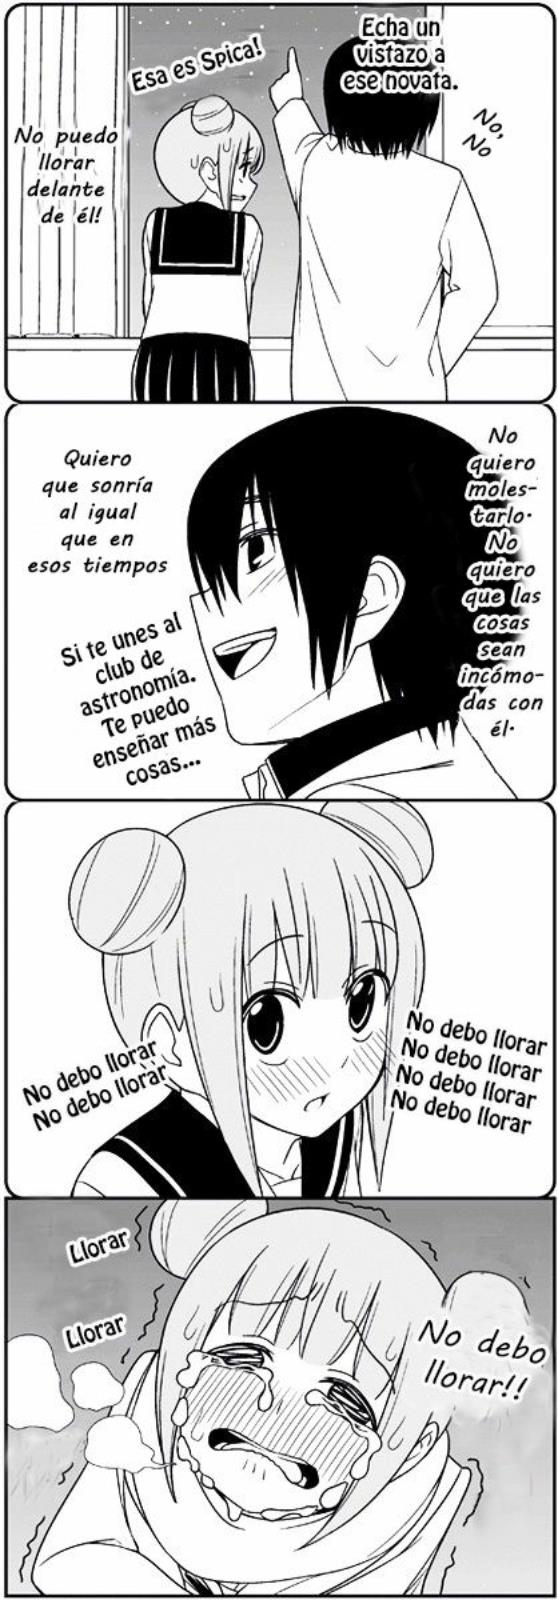 Echa un
vistazo a
ese novata.
Esa es Spica!
No,
No
No puedo
llorar
delante
de él!
No
quiero
moles-
tarlo.
No
quiero
que las
cosas
sean
incómo-
das con
él.
Quiero
que sonría
al igual
que en
esos tiempos
Si te unes al
club de
astronomía.
Te puedo
enseñar más
cosas...
No debo llorar
No debo llorar
No debo llorar
No debo llorar
No debo llorar
No debo llorar
Llorar
Llorar
No debo
llorar!!